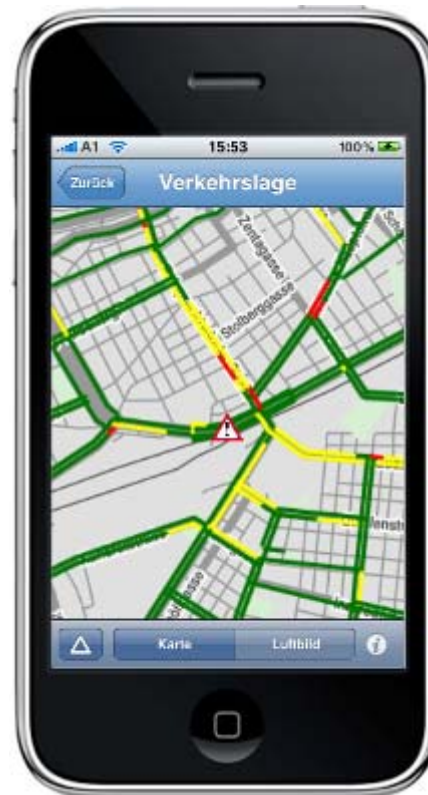 A1 15:53 100%
Zurück Verkehrslage
Zentagasse
Stolberggasse
Karte Luftbild